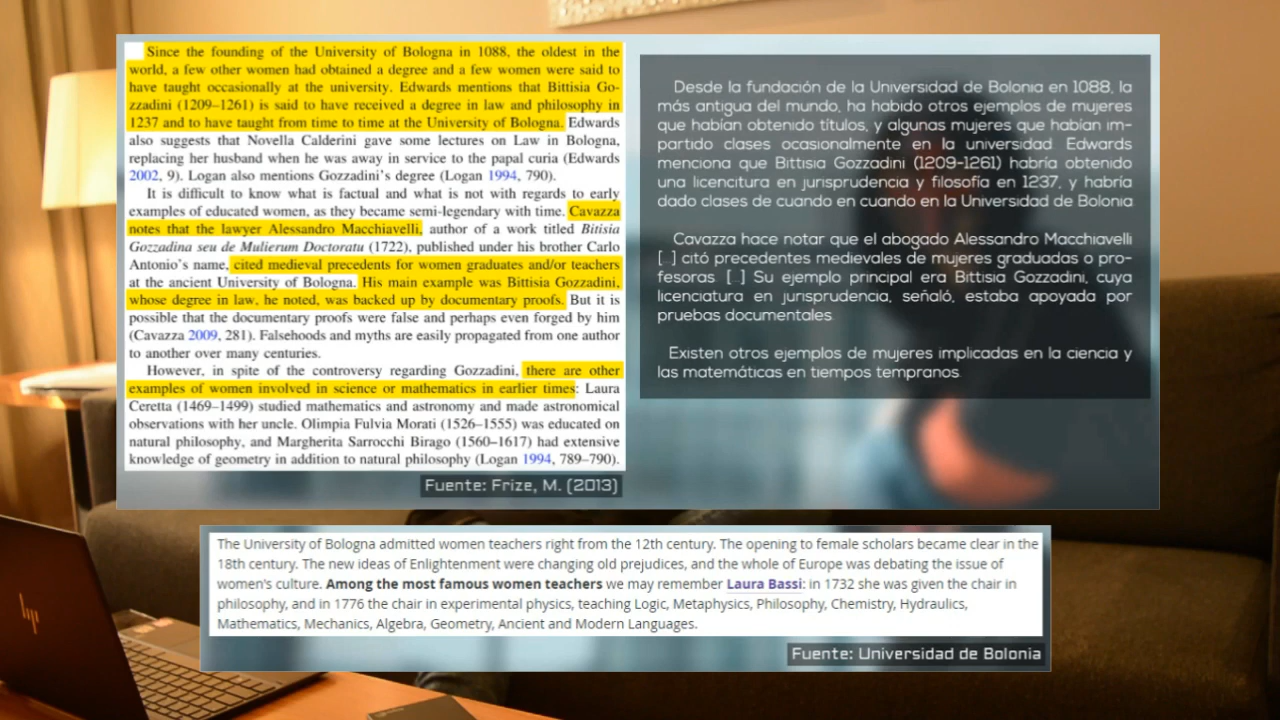 Since the founding of the University of Bologna in 1088, the oldest in the
world, a few other women had obtained a degree and a few women were said to
have taught occasionally at the university. Edwards mentions that Bittisia Go-
zzadini (1209–1261) is said to have received a degree in law and philosophy in
1237 and to have taught from time to time at the University of Bologna. Edwards
also suggests that Novella Calderini gave some lectures on Law in Bologna,
replacing her husband when he was away in service to the papal curia (Edwards
2002, 9). Logan also mentions Gozzadini's degree (Logan 1994, 790).
It is difficult to know what is factual and what is not with regards to early
examples of educated women, as they became semi-legendary with time. Cavazza
notes that the lawyer Alessandro Macchiavelli, author of a work titled Bitisia
Gozzadina seu de Mulierum Doctoratu (1722), published under his brother Carlo
Antonio's name, cited medieval precedents for women graduates and/or teachers
at the ancient University of Bologna. His main example was Bittisia Gozzadini,
whose degree in law, he noted, was backed up by documentary proofs. But it is
possible that the documentary proofs were false and perhaps even forged by him
(Cavazza 2009, 281). Falsehoods and myths are easily propagated from one author
to another over many centuries.
However, in spite of the controversy regarding Gozzadini, there are other
examples of women involved in science or mathematics in earlier times: Laura
Ceretta (1469–1499) studied mathematics and astronomy and made astronomical
observations with her uncle. Olimpia Fulvia Morati (1526–1555) was educated on
natural philosophy, and Margherita Sarrocchi Birago (1560–1617) had extensive
knowledge of geometry in addition to natural philosophy (Logan 1994, 789–790).
Fuente: Frize, M. (2013)
Desde la fundación de la Universidad de Bolonia en 1088, la
más antigua del mundo, ha habido otros ejemplos de mujeres
que habían obtenido títulos, y algunas mujeres que habían im-
partido clases ocasionalmente en la universidad. Edwards
menciona que Bittisia Gozzadini (1209-1261) habría obtenido
una licencitura en jurisprudencia y filosofía en 1237, y habría
dado clases de cuando en cuando en la Universidad de Bolonia
Cavazza hace notar que el abogado Alessandro Macchiavelli
[...] citó precedentes medievales de mujeres graduadas o pro-
fesoras. [...] Su ejemplo principal era Bittisia Gozzadini, cuya
licenciatura en jurisprudencia, señaló, estaba apoyada por
pruebas documentales.
Existen otros ejemplos de mujeres implicadas en la ciencia y
las matemáticas en tiempos tempranos.
The University of Bologna admitted women teachers right from the 12th century. The opening to female scholars became clear in the
18th century. The new ideas of Enlightenment were changing old prejudices, and the whole of Europe was debating the issue of
women's culture. Among the most famous women teachers we may remember Laura Bassi: in 1732 she was given the chair in
philosophy, and in 1776 the chair in experimental physics, teaching Logic, Metaphysics, Philosophy, Chemistry, Hydraulics,
Mathematics, Mechanics, Algebra, Geometry, Ancient and Modern Languages.
Fuente: Universidad de Bolonia
hp